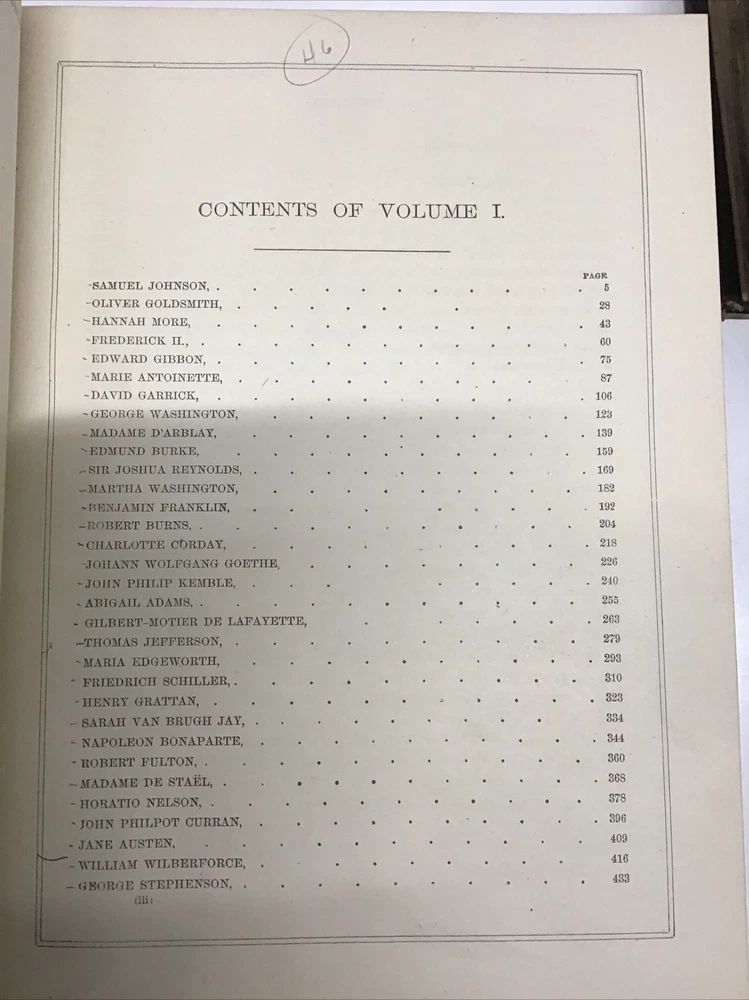 H6
CONTENTS OF VOLUME I.
PAGE
SAMUEL JOHNSON, . . . . . . . . . . 5
OLIVER GOLDSMITH, . . . . . . 28
HANNAH MORE, . . . . . . . . . 43
FREDERICK II., . . . . . . . . . . 60
EDWARD GIBBON, . . . . . . . . . . 75
MARIE ANTOINETTE, . . . . . . . . 87
DAVID GARRICK, . . . . . . . . . 106
GEORGE WASHINGTON, . . . . . . . . 123
MADAME D'ARBLAY, . . . . . . . . . 139
EDMUND BURKE, . . . . . . . . . 159
SIR JOSHUA REYNOLDS, . . . . . . . . . 169
MARTHA WASHINGTON, . . . . . . . . 182
BENJAMIN FRANKLIN, . . . . . . . 192
ROBERT BURNS, . . . . . . . . . . 204
CHARLOTTE CORDAY, . . . . . . . . 218
JOHANN WOLFGANG GOETHE, . . . . . . . 226
JOHN PHILIP KEMBLE, . . . . . . . 240
ABIGAIL ADAMS, . . . . . . . . . . 255
GILBERT-MOTIER DE LAFAYETTE, . . . . . 263
THOMAS JEFFERSON, . . . . . . . . . 279
MARIA EDGEWORTH, . . . . . . . . . 293
FRIEDRICH SCHILLER, . . . . . . . . . 310
HENRY GRATTAN, . . . . . . . . . . 323
SARAH VAN BRUGH JAY, . . . . . . . . 334
NAPOLEON BONAPARTE, . . . . . . . . 344
ROBERT FULTON, . . . . . . . . . . 360
MADAME DE STAËL, . . . . . . . . . . 368
HORATIO NELSON, . . . . . . . . . . 378
JOHN PHILPOT CURRAN, . . . . . . . . . 396
JANE AUSTEN, . . . . . . . . . . 409
WILLIAM WILBERFORCE, . . . . . . . 416
GEORGE STEPHENSON, . . . . . . . . . 433
(iii)